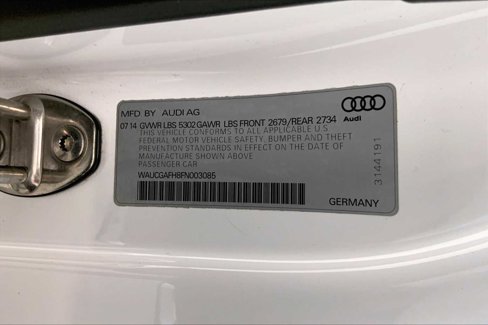 MFD BY AUDI AG
Audi
07 14 GVWR LBS 5302 GAWR LBS FRONT 2679/REAR 2734
THIS VEHICLE CONFORMS TO ALL APPLICABLE U.S
FEDERAL MOTOR VEHICLE SAFETY, BUMPER AND THEFT
PREVENTION STANDARDS IN EFFECT ON THE DATE OF
MANUFACTURE SHOWN ABOVE
PASSENGER CAR
WAUCGAFH8FN003085
3144191
GERMANY